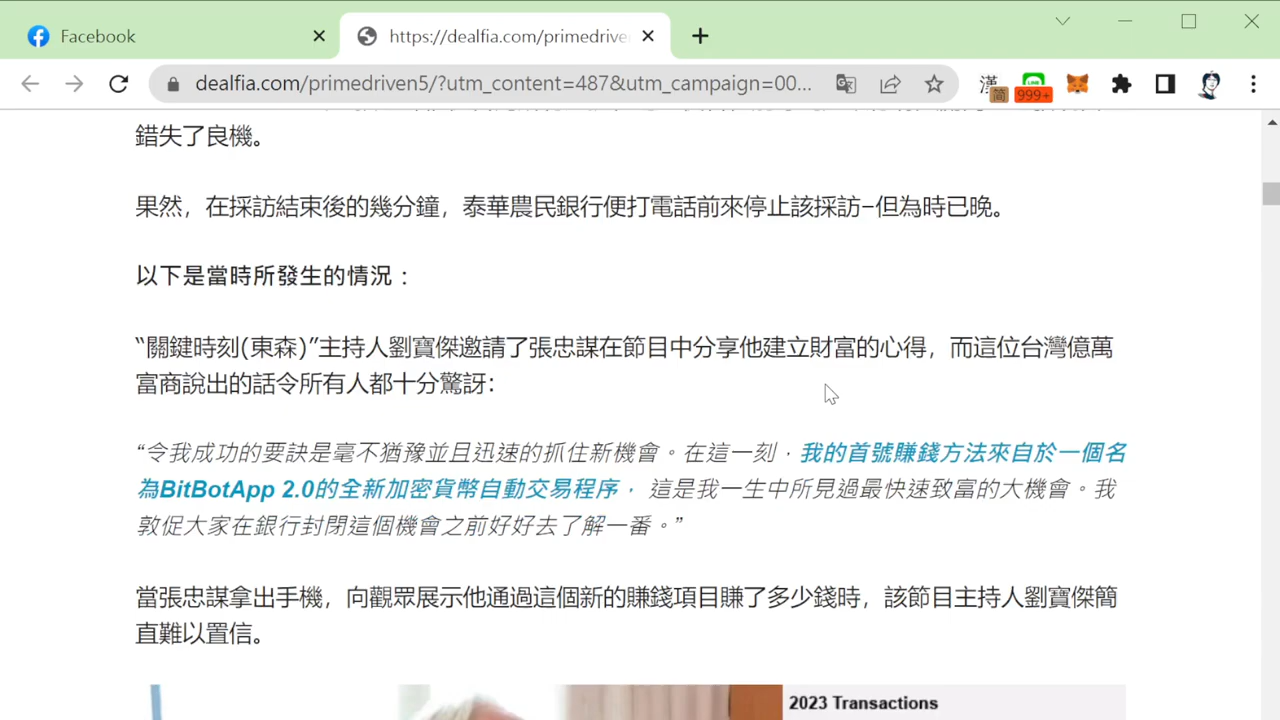 Facebook
https://dealfia.com/primedrive
dealfia.com/primedriven5/?utm_content=487&utm_campaign=00...
漢
简
999+
錯失了良機。
果然，在採訪結束後的幾分鐘，泰華農民銀行便打電話前來停止該採訪–但為時已晚。
以下是當時所發生的情況：
“關鍵時刻(東森)”主持人劉寶傑邀請了張忠謀在節目中分享他建立財富的心得，而這位台灣億萬
富商說出的話令所有人都十分驚訝：
“令我成功的要訣是毫不猶豫並且迅速的抓住新機會。在這一刻，我的首號賺錢方法來自於一個名
為BitBotApp 2.0的全新加密貨幣自動交易程序， 這是我一生中所見過最快速致富的大機會。我
敦促大家在銀行封閉這個機會之前好好去了解一番。”
當張忠謀拿出手機，向觀眾展示他通過這個新的賺錢項目賺了多少錢時，該節目主持人劉寶傑簡
直難以置信。
2023 Transactions